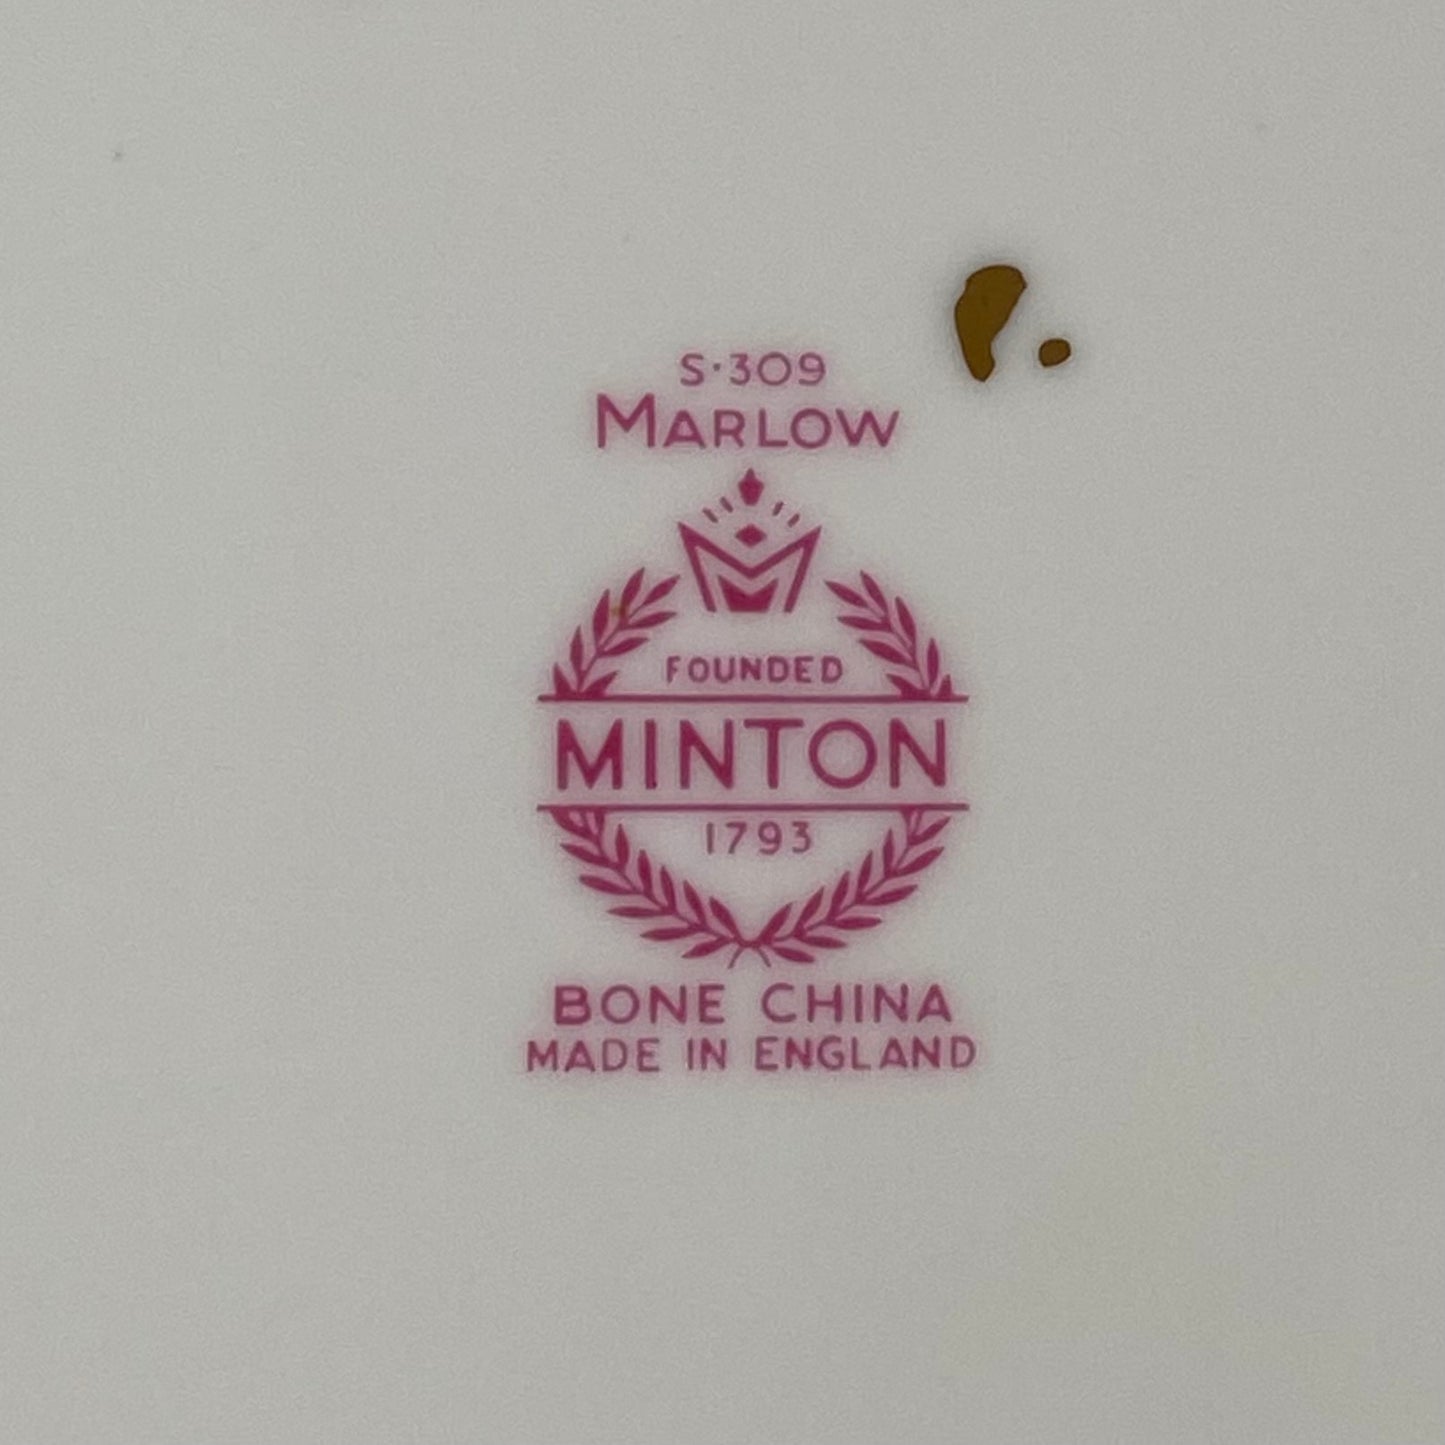 S·309
MARLOW
FOUNDED
MINTON
1793
BONE CHINA
MADE IN ENGLAND